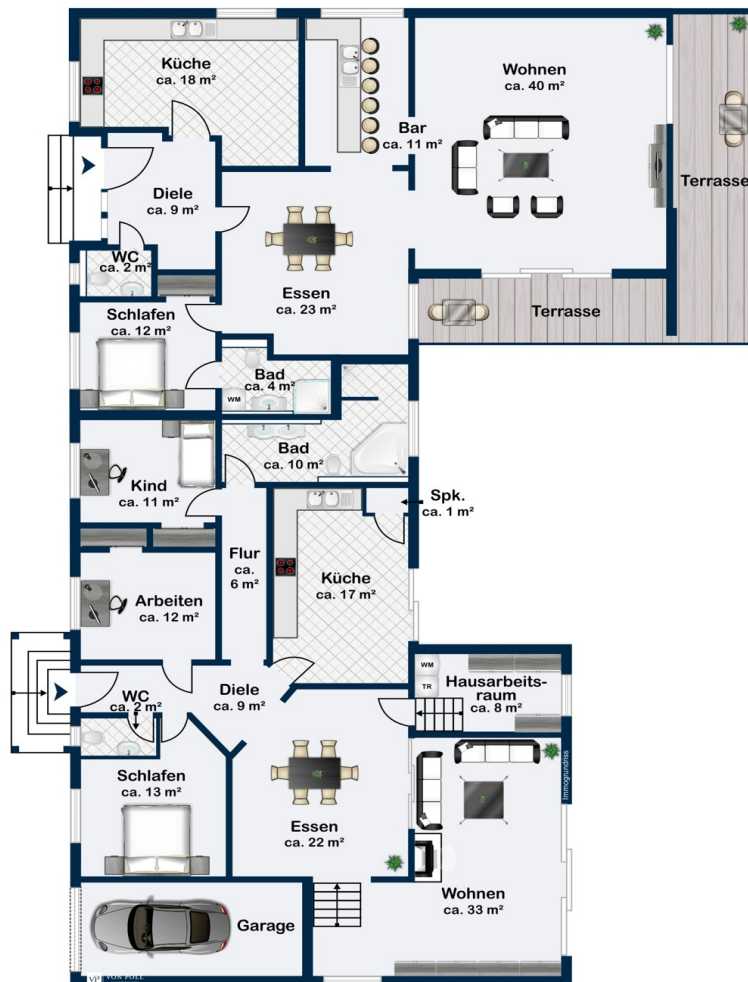 Küche
ca. 18 m²
Wohnen
ca. 40 m²
Bar
ca. 11 m²
Terrasse
Diele
ca. 9 m²
WC
ca. 2 m²
Essen
ca. 23 m²
Terrasse
Schlafen
ca. 12 m²
Bad
ca. 4 m²
WM
Bad
ca. 10 m²
Kind
ca. 11 m²
Spk.
ca. 1 m²
Flur
ca.
6 m²
Küche
ca. 17 m²
Arbeiten
ca. 12 m²
WM
TR
Hausarbeits-
raum
ca. 8 m²
WC
ca. 2 m²
Diele
ca. 9 m²
Schlafen
ca. 13 m²
Essen
ca. 22 m²
Immogrundriss
Wohnen
ca. 33 m²
Garage
VP VON POLL